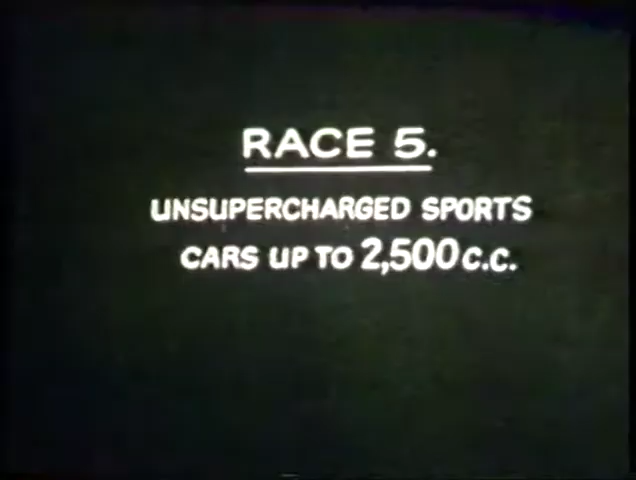 RACE 5.
UNSUPERCHARGED SPORTS
CARS UP TO 2,500 C.C.